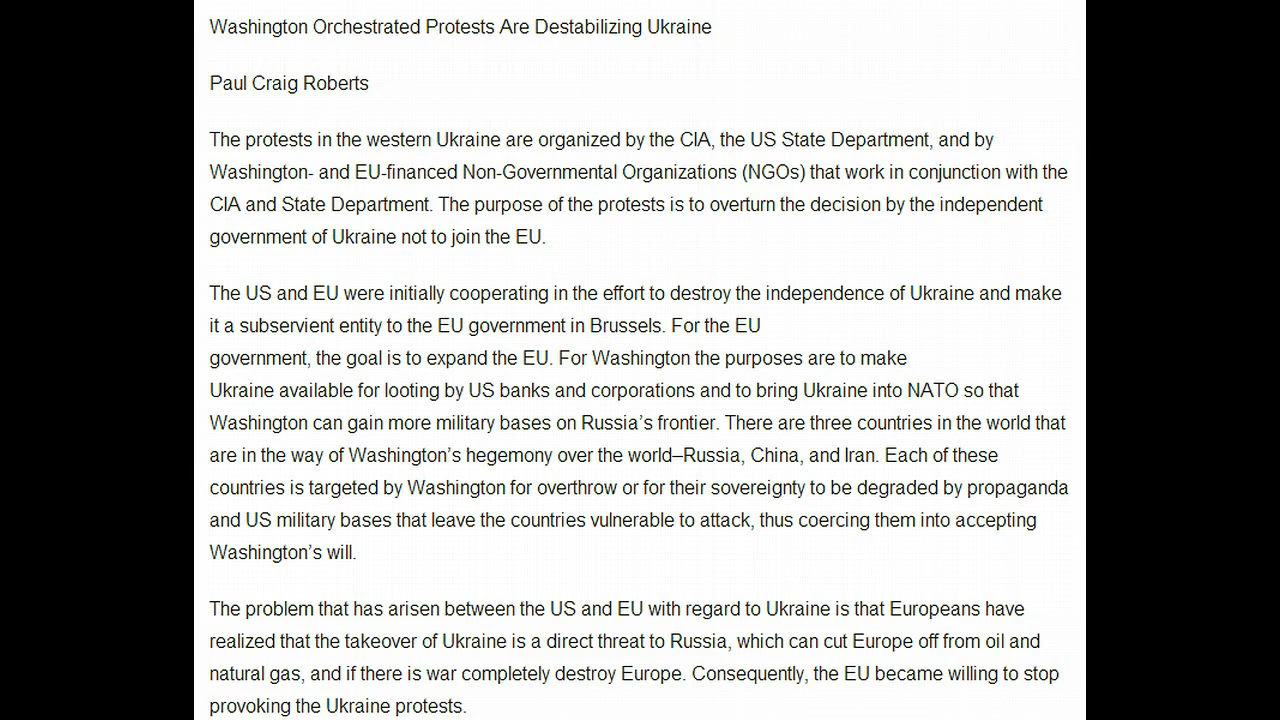 Washington Orchestrated Protests Are Destabilizing Ukraine
Paul Craig Roberts
The protests in the western Ukraine are organized by the CIA, the US State Department, and by
Washington- and EU-financed Non-Governmental Organizations (NGOs) that work in conjunction with the
CIA and State Department. The purpose of the protests is to overturn the decision by the independent
government of Ukraine not to join the EU.
The US and EU were initially cooperating in the effort to destroy the independence of Ukraine and make
it a subservient entity to the EU government in Brussels. For the EU
government, the goal is to expand the EU. For Washington the purposes are to make
Ukraine available for looting by US banks and corporations and to bring Ukraine into NATO so that
Washington can gain more military bases on Russia’s frontier. There are three countries in the world that
are in the way of Washington’s hegemony over the world–Russia, China, and Iran. Each of these
countries is targeted by Washington for overthrow or for their sovereignty to be degraded by propaganda
and US military bases that leave the countries vulnerable to attack, thus coercing them into accepting
Washington’s will.
The problem that has arisen between the US and EU with regard to Ukraine is that Europeans have
realized that the takeover of Ukraine is a direct threat to Russia, which can cut Europe off from oil and
natural gas, and if there is war completely destroy Europe. Consequently, the EU became willing to stop
provoking the Ukraine protests.